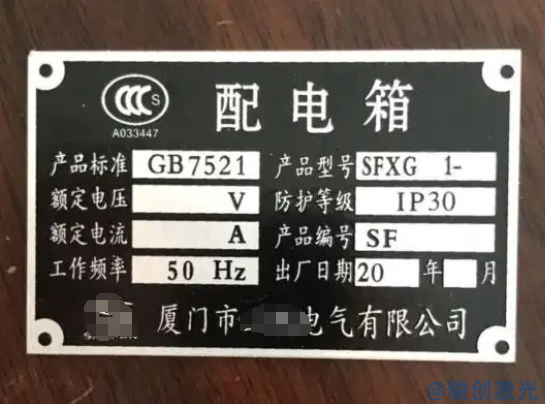 CCC S
A033447
配电箱
产品标准 GB7521 产品型号 SFXG 1-
额定电压 V 防护等级 IP30
额定电流 A 产品编号 SF
工作频率 50 Hz 出厂日期 20 年 月
厦门市 电气有限公司
@骏创激光